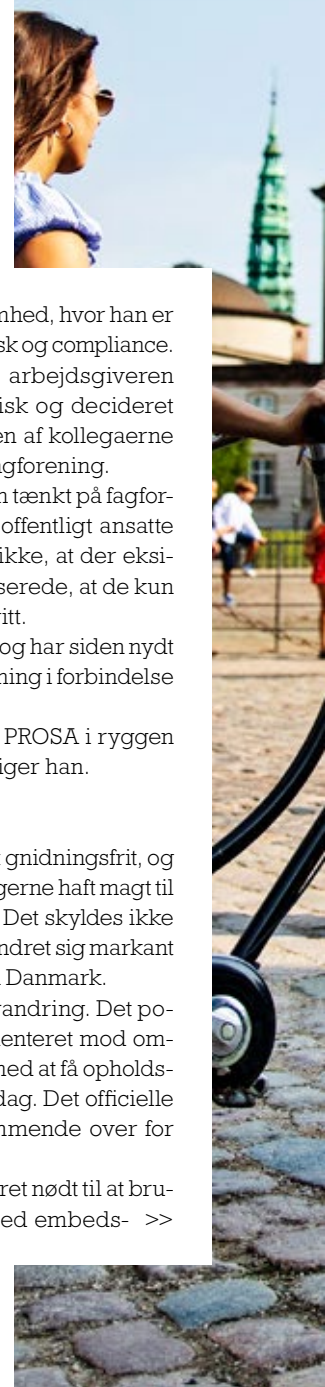 nhed, hvor han er
sk og compliance.
arbejdsgiveren
isk og decideret
en af kollegaerne
agforening.
n tænkt på fagfor-
offentligt ansatte
ikke, at der eksi-
serede, at de kun
itt.
og har siden nydt
ning i forbindelse
PROSA i ryggen
iger han.
gnidningsfrit, og
gerne haft magt til
Det skyldes ikke
ndret sig markant
Danmark.
andring. Det po-
enteret mod om-
ned at få opholds-
dag. Det officielle
mmende over for
ret nødt til at bru-
ed embeds- >>